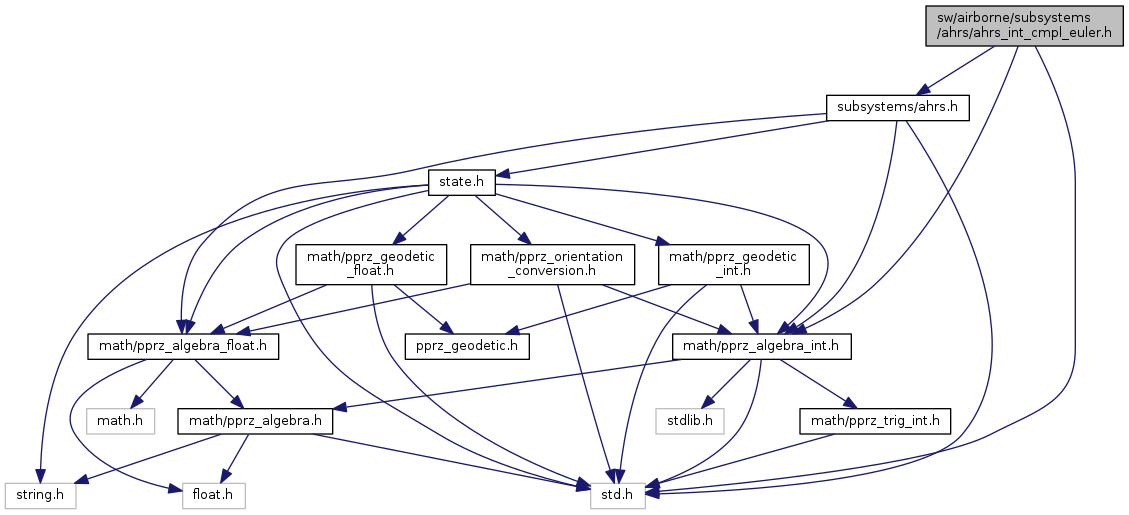 sw/airborne/subsystems
/ahrs/ahrs_int_cmpl_euler.h
subsystems/ahrs.h
state.h
math/pprz_geodetic
_float.h
math/pprz_orientation
_conversion.h
math/pprz_geodetic
_int.h
math/pprz_algebra_float.h
pprz_geodetic.h
math/pprz_algebra_int.h
math.h
math/pprz_algebra.h
stdlib.h
math/pprz_trig_int.h
string.h
float.h
std.h